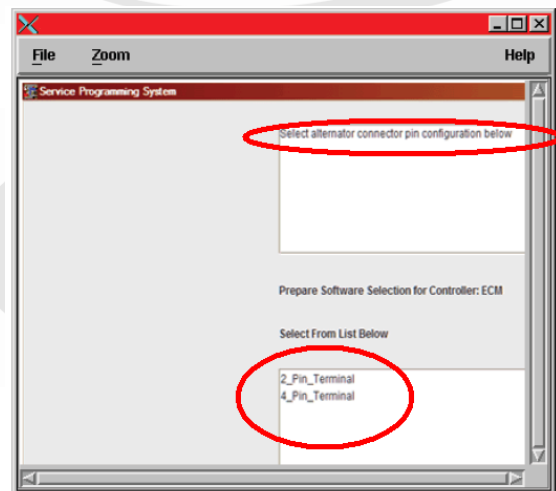 File Zoom Help
Service Programming System
Select alternator connector pin configuration below
Prepare Software Selection for Controller: ECM
Select From List Below
2_Pin_Terminal
4_Pin_Terminal